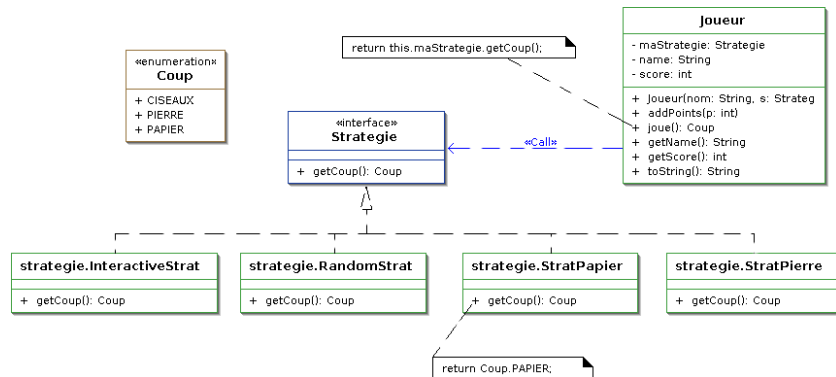 «enumeration»
Coup
+ CISEAUX
+ PIERRE
+ PAPIER
return this.maStrategie.getCoup();
Joueur
- maStrategie: Strategie
- name: String
- score: int
+ Joueur(nom: String, s: Strateg
+ addPoints(p: int)
+ joue(): Coup
+ getName(): String
+ getScore(): int
+ toString(): String
«interface»
Strategie
+ getCoup(): Coup
«Call»
strategie.InteractiveStrat
+ getCoup(): Coup
strategie.RandomStrat
+ getCoup(): Coup
strategie.StratPapier
+ getCoup(): Coup
strategie.StratPierre
+ getCoup(): Coup
return Coup.PAPIER;